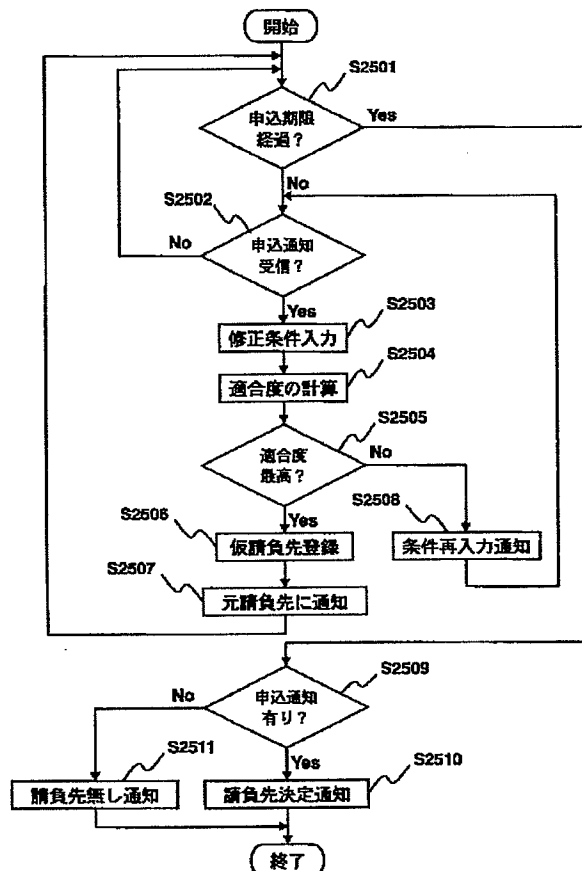 開始
S2501
申込期限
経過？
Yes
No
S2502
申込通知
受信？
No
Yes
S2503
修正条件入力
S2504
適合度の計算
S2505
適合度
最高？
No
Yes
S2506
仮請負先登録
S2508
条件再入力通知
S2507
元請負先に通知
S2509
申込通知
有り？
No
Yes
S2511
請負先無し通知
S2510
請負先決定通知
終了